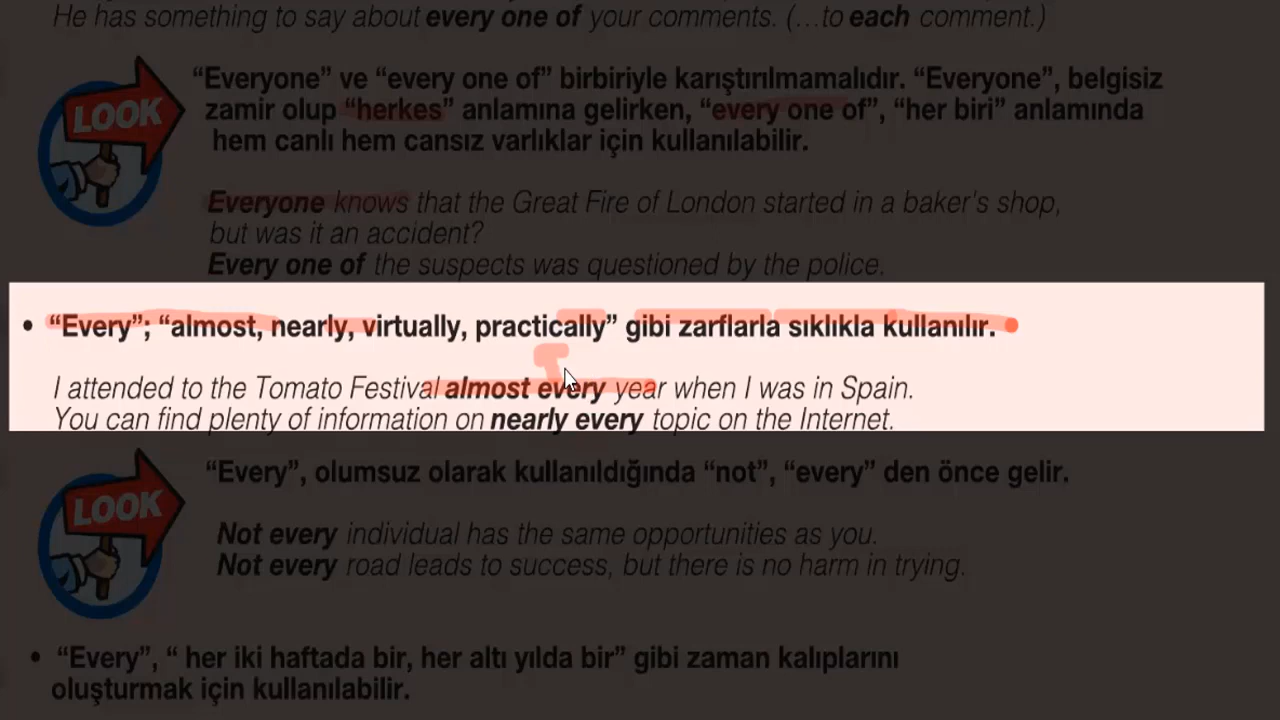 He has something to say about every one of your comments. (...to each comment.)
LOOK
"Everyone" ve "every one of" birbiriyle karıştırılmamalıdır. "Everyone", belgisiz
zamir olup "herkes" anlamına gelirken, "every one of", "her biri" anlamında
hem canlı hem cansız varlıklar için kullanılabilir.
Everyone knows that the Great Fire of London started in a baker's shop,
but was it an accident?
Every one of the suspects was questioned by the police.
• "Every"; "almost, nearly, virtually, practically" gibi zarflarla sıklıkla kullanılır.
I attended to the Tomato Festival almost every year when I was in Spain.
You can find plenty of information on nearly every topic on the Internet.
LOOK
"Every", olumsuz olarak kullanıldığında "not", "every" den önce gelir.
Not every individual has the same opportunities as you.
Not every road leads to success, but there is no harm in trying.
• "Every", " her iki haftada bir, her altı yılda bir" gibi zaman kalıplarını
oluşturmak için kullanılabilir.